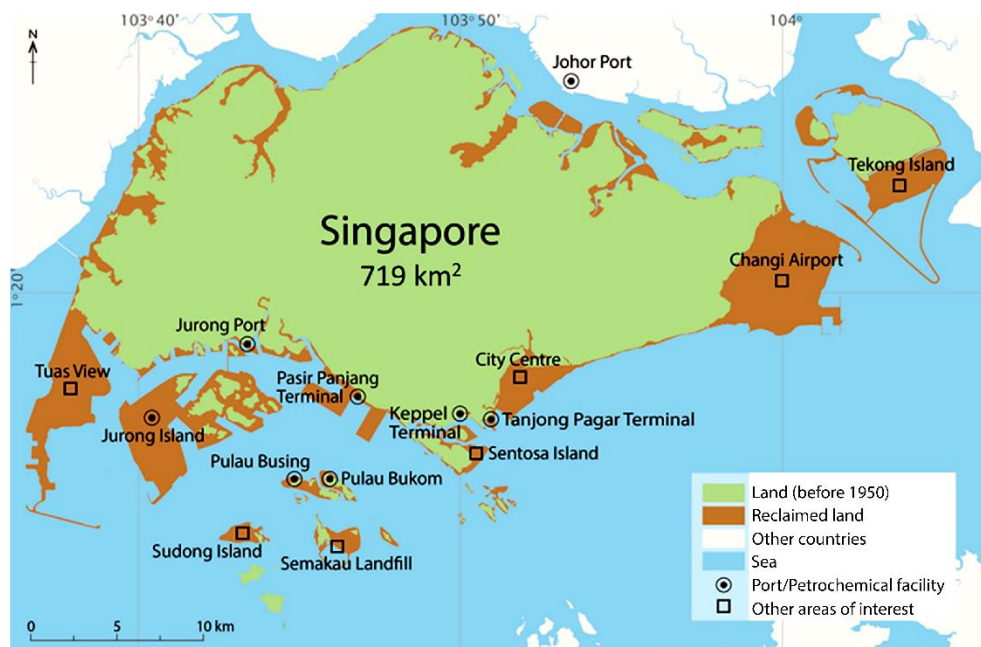 103°40'
103°50'
104°
N
Johor Port
Tekong Island
Singapore
719 km²
Changi Airport
1°20'
Jurong Port
City Centre
Tuas View
Pasir Panjang
Terminal
Keppel
Terminal
Tanjong Pagar Terminal
Jurong Island
Sentosa Island
Pulau Busing
Pulau Bukom
Sudong Island
Semakau Landfill
Land (before 1950)
Reclaimed land
Other countries
Sea
Port/Petrochemical facility
Other areas of interest
0 10 km